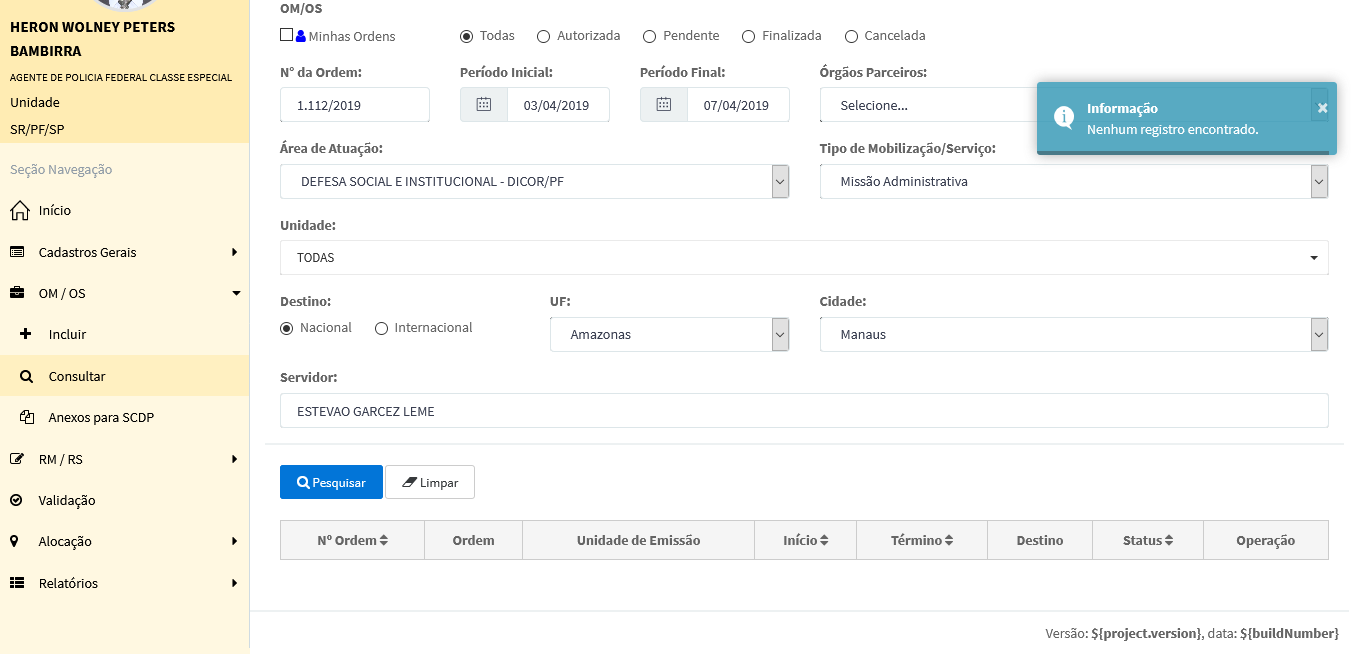 HERON WOLNEY PETERS
BAMBIRRA
AGENTE DE POLICIA FEDERAL CLASSE ESPECIAL
Unidade
SR/PF/SP
Seção Navegação
Início
Cadastros Gerais
OM / OS
Incluir
Consultar
Anexos para SCDP
RM / RS
Validação
Alocação
Relatórios
OM/OS
Minhas Ordens Todas Autorizada Pendente Finalizada Cancelada
Nº da Ordem: Período Inicial: Período Final: Órgãos Parceiros:
1.112/2019 03/04/2019 07/04/2019 Selecione...
Informação ×
Nenhum registro encontrado.
Área de Atuação: Tipo de Mobilização/Serviço:
DEFESA SOCIAL E INSTITUCIONAL - DICOR/PF Missão Administrativa
Unidade:
TODAS
Destino: UF: Cidade:
Nacional Internacional Amazonas Manaus
Servidor:
ESTEVAO GARCEZ LEME
Pesquisar Limpar
Nº Ordem Ordem Unidade de Emissão Início Término Destino Status Operação
Versão: ${project.version}, data: ${buildNumber}